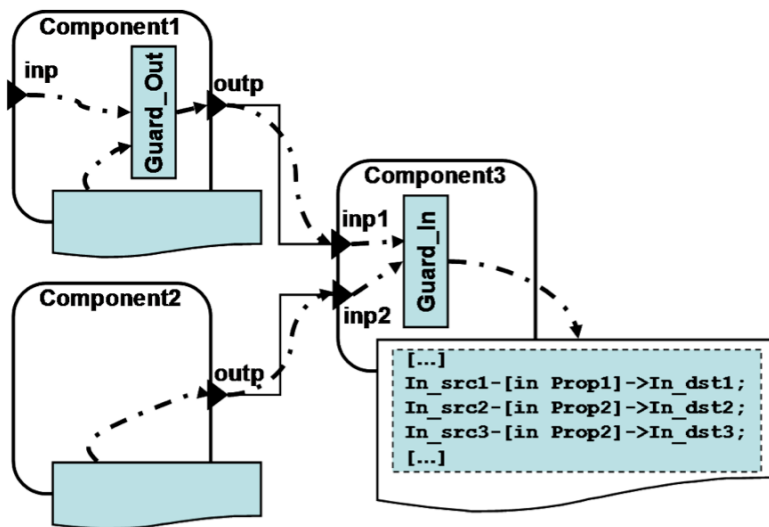 Component1
inp
Guard_Out
outp
Component3
inp1
Guard_In
inp2
Component2
outp
[...]
In_src1-[in Prop1]->In_dst1;
In_src2-[in Prop2]->In_dst2;
In_src3-[in Prop2]->In_dst3;
[...]